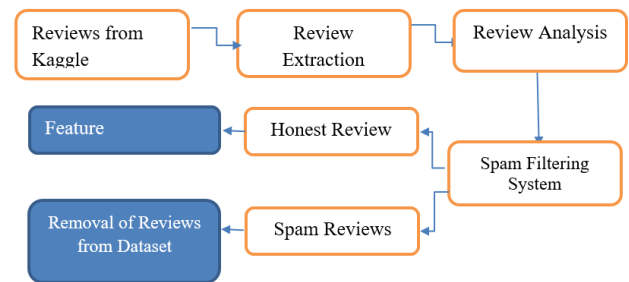 Reviews from
Kaggle
Review
Extraction
Review Analysis
Feature
Honest Review
Spam Filtering
System
Removal of Reviews
from Dataset
Spam Reviews